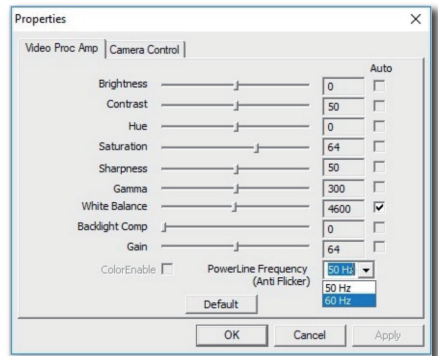 Properties
Video Proc Amp Camera Control
Auto
Brightness 0
Contrast 50
Hue 0
Saturation 64
Sharpness 50
Gamma 300
White Balance 4600
Backlight Comp 0
Gain 64
ColorEnable PowerLine Frequency 50 Hz
(Anti Flicker)
50 Hz
60 Hz
Default
OK Cancel Apply